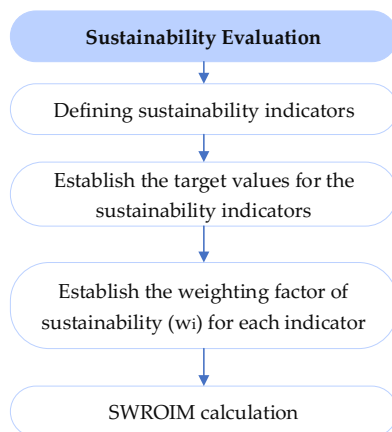 Sustainability Evaluation
Defining sustainability indicators
Establish the target values for the
sustainability indicators
Establish the weighting factor of
sustainability (wi) for each indicator
SWROIM calculation